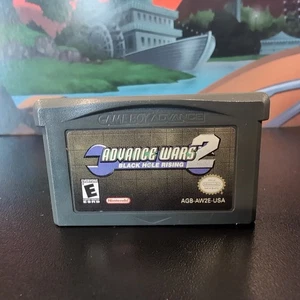 GAME BOY ADVANCE
ADVANCE WARS 2
BLACK HOLE RISING
E
Nintendo
AGB-AW2E-USA